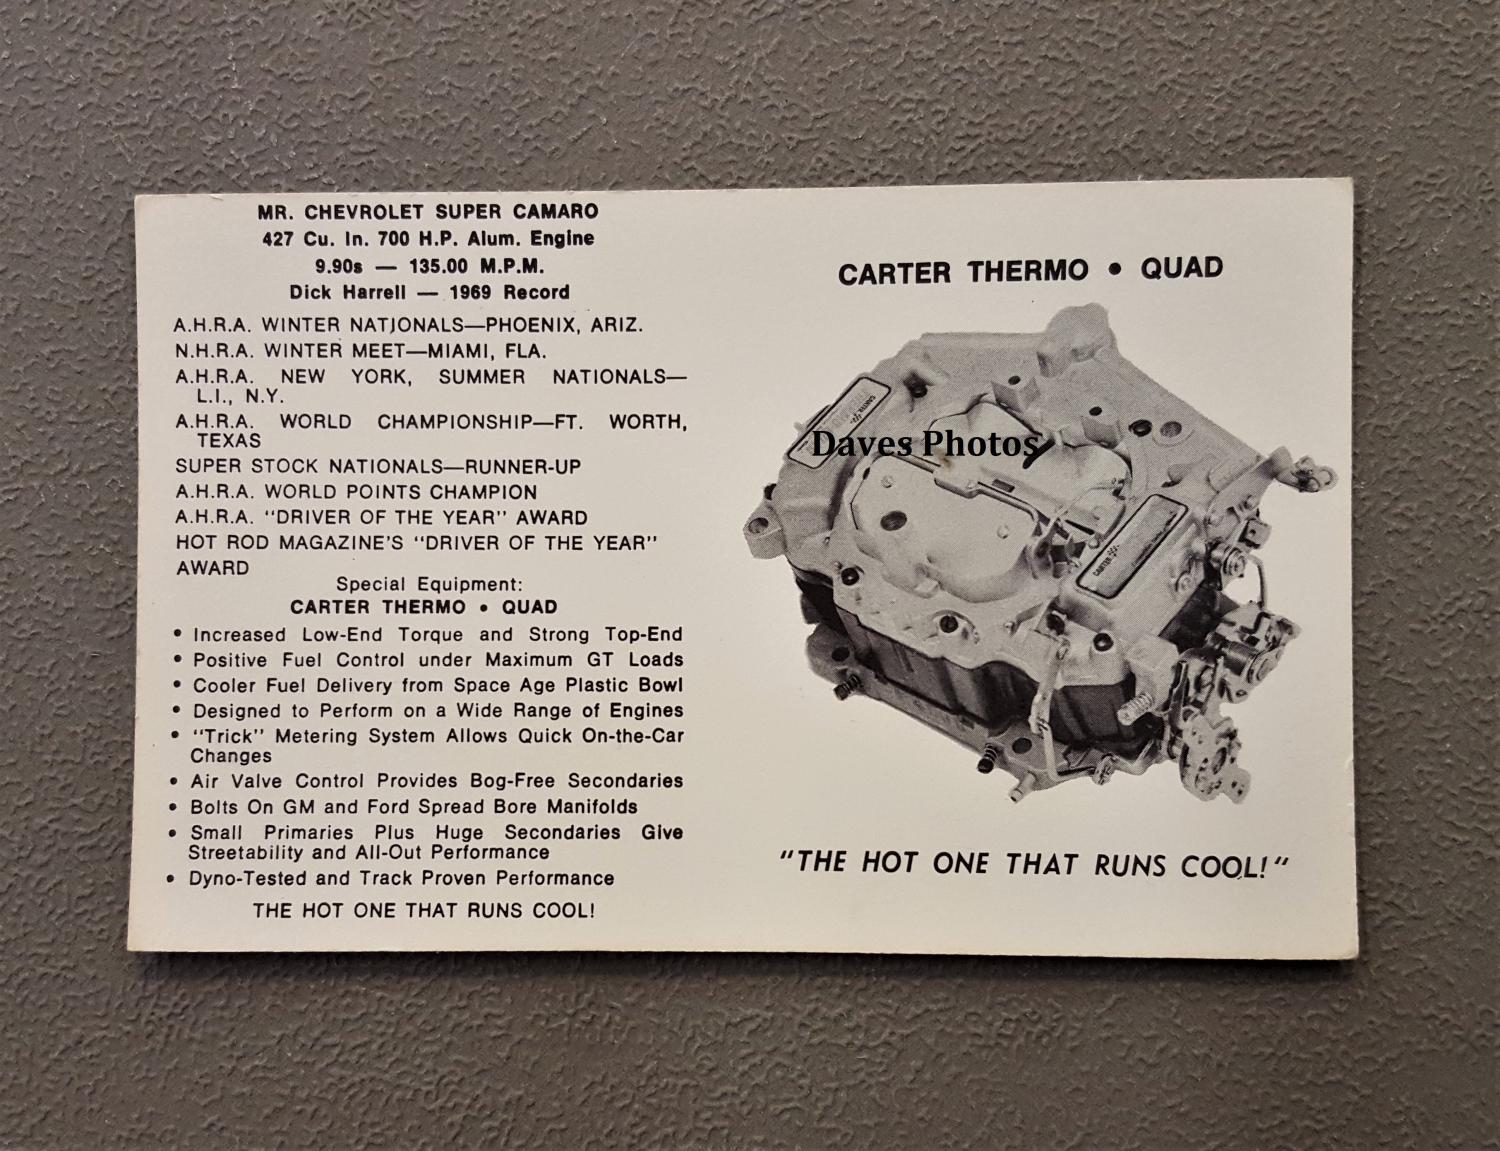 MR. CHEVROLET SUPER CAMARO
427 Cu. In. 700 H.P. Alum. Engine
9.90s — 135.00 M.P.M.
Dick Harrell — 1969 Record
A.H.R.A. WINTER NATIONALS—PHOENIX, ARIZ.
N.H.R.A. WINTER MEET—MIAMI, FLA.
A.H.R.A. NEW YORK, SUMMER NATIONALS—
L.I., N.Y.
A.H.R.A. WORLD CHAMPIONSHIP—FT. WORTH,
TEXAS
SUPER STOCK NATIONALS—RUNNER-UP
A.H.R.A. WORLD POINTS CHAMPION
A.H.R.A. "DRIVER OF THE YEAR" AWARD
HOT ROD MAGAZINE'S "DRIVER OF THE YEAR"
AWARD
Special Equipment:
CARTER THERMO • QUAD
• Increased Low-End Torque and Strong Top-End
• Positive Fuel Control under Maximum GT Loads
• Cooler Fuel Delivery from Space Age Plastic Bowl
• Designed to Perform on a Wide Range of Engines
• "Trick" Metering System Allows Quick On-the-Car
Changes
• Air Valve Control Provides Bog-Free Secondaries
• Bolts On GM and Ford Spread Bore Manifolds
• Small Primaries Plus Huge Secondaries Give
Streetability and All-Out Performance
• Dyno-Tested and Track Proven Performance
THE HOT ONE THAT RUNS COOL!
CARTER THERMO • QUAD
CARTER
Daves Photos
CARTER
"THE HOT ONE THAT RUNS COOL!"